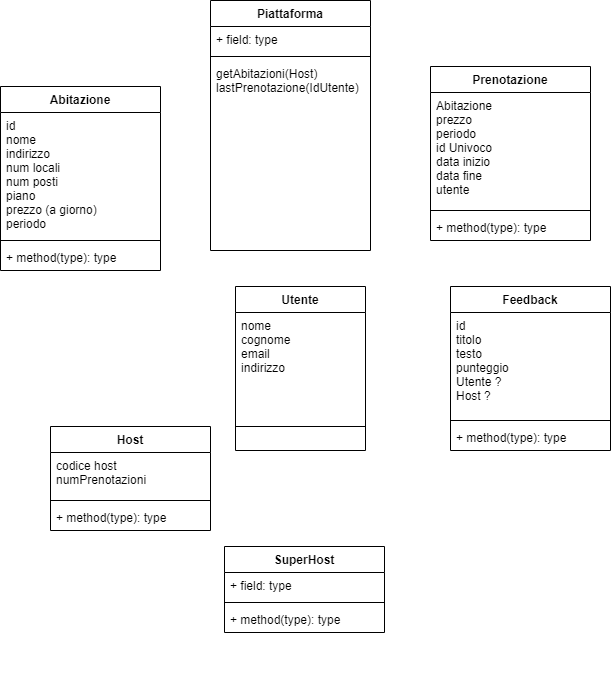 Piattaforma
+ field: type
getAbitazioni(Host)
lastPrenotazione(IdUtente)
Prenotazione
Abitazione
prezzo
periodo
id Univoco
data inizio
data fine
utente
+ method(type): type
Abitazione
id
nome
indirizzo
num locali
num posti
piano
prezzo (a giorno)
periodo
+ method(type): type
Utente
nome
cognome
email
indirizzo
Feedback
id
titolo
testo
punteggio
Utente ?
Host ?
+ method(type): type
Host
codice host
numPrenotazioni
+ method(type): type
SuperHost
+ field: type
+ method(type): type